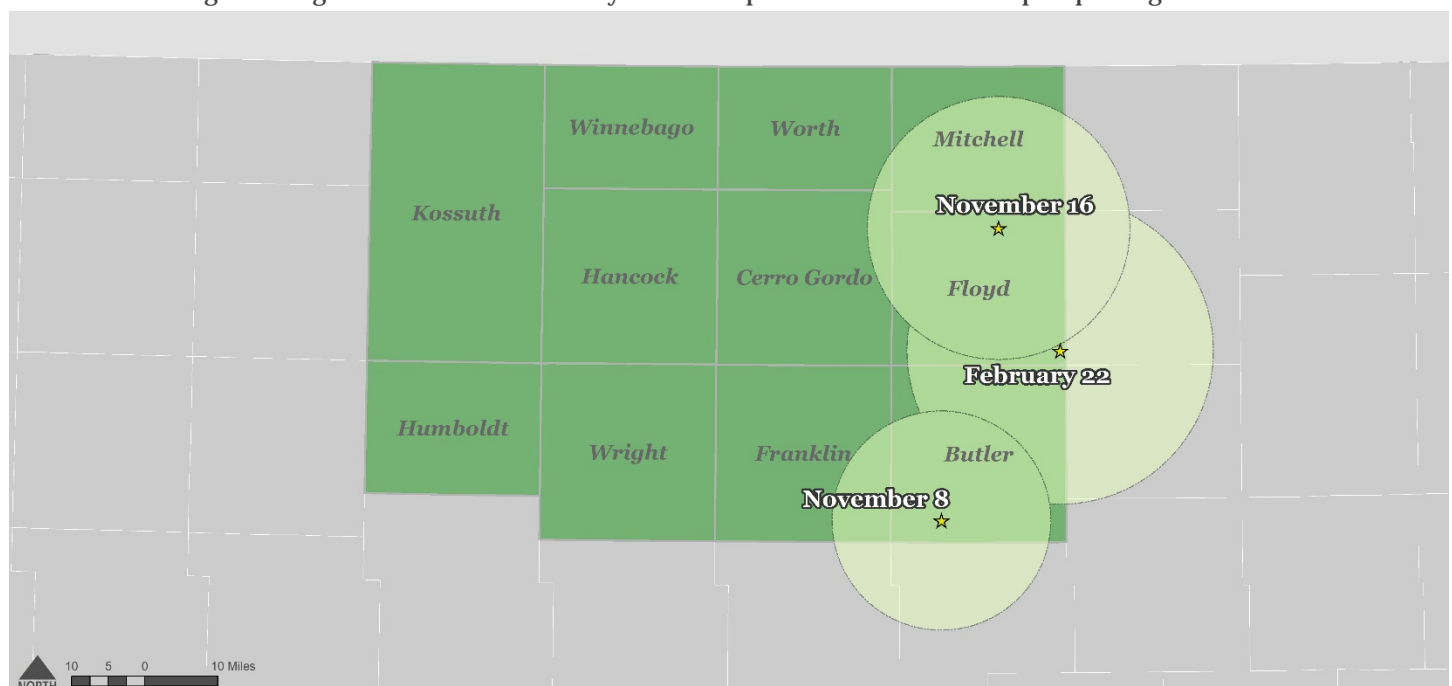 Winnebago
Worth
Mitchell
November 16
Kossuth
Hancock
Cerro Gordo
Floyd
February 22
Humboldt
Wright
Franklin
Butler
November 8
10 5 0 10 Miles
NORTH